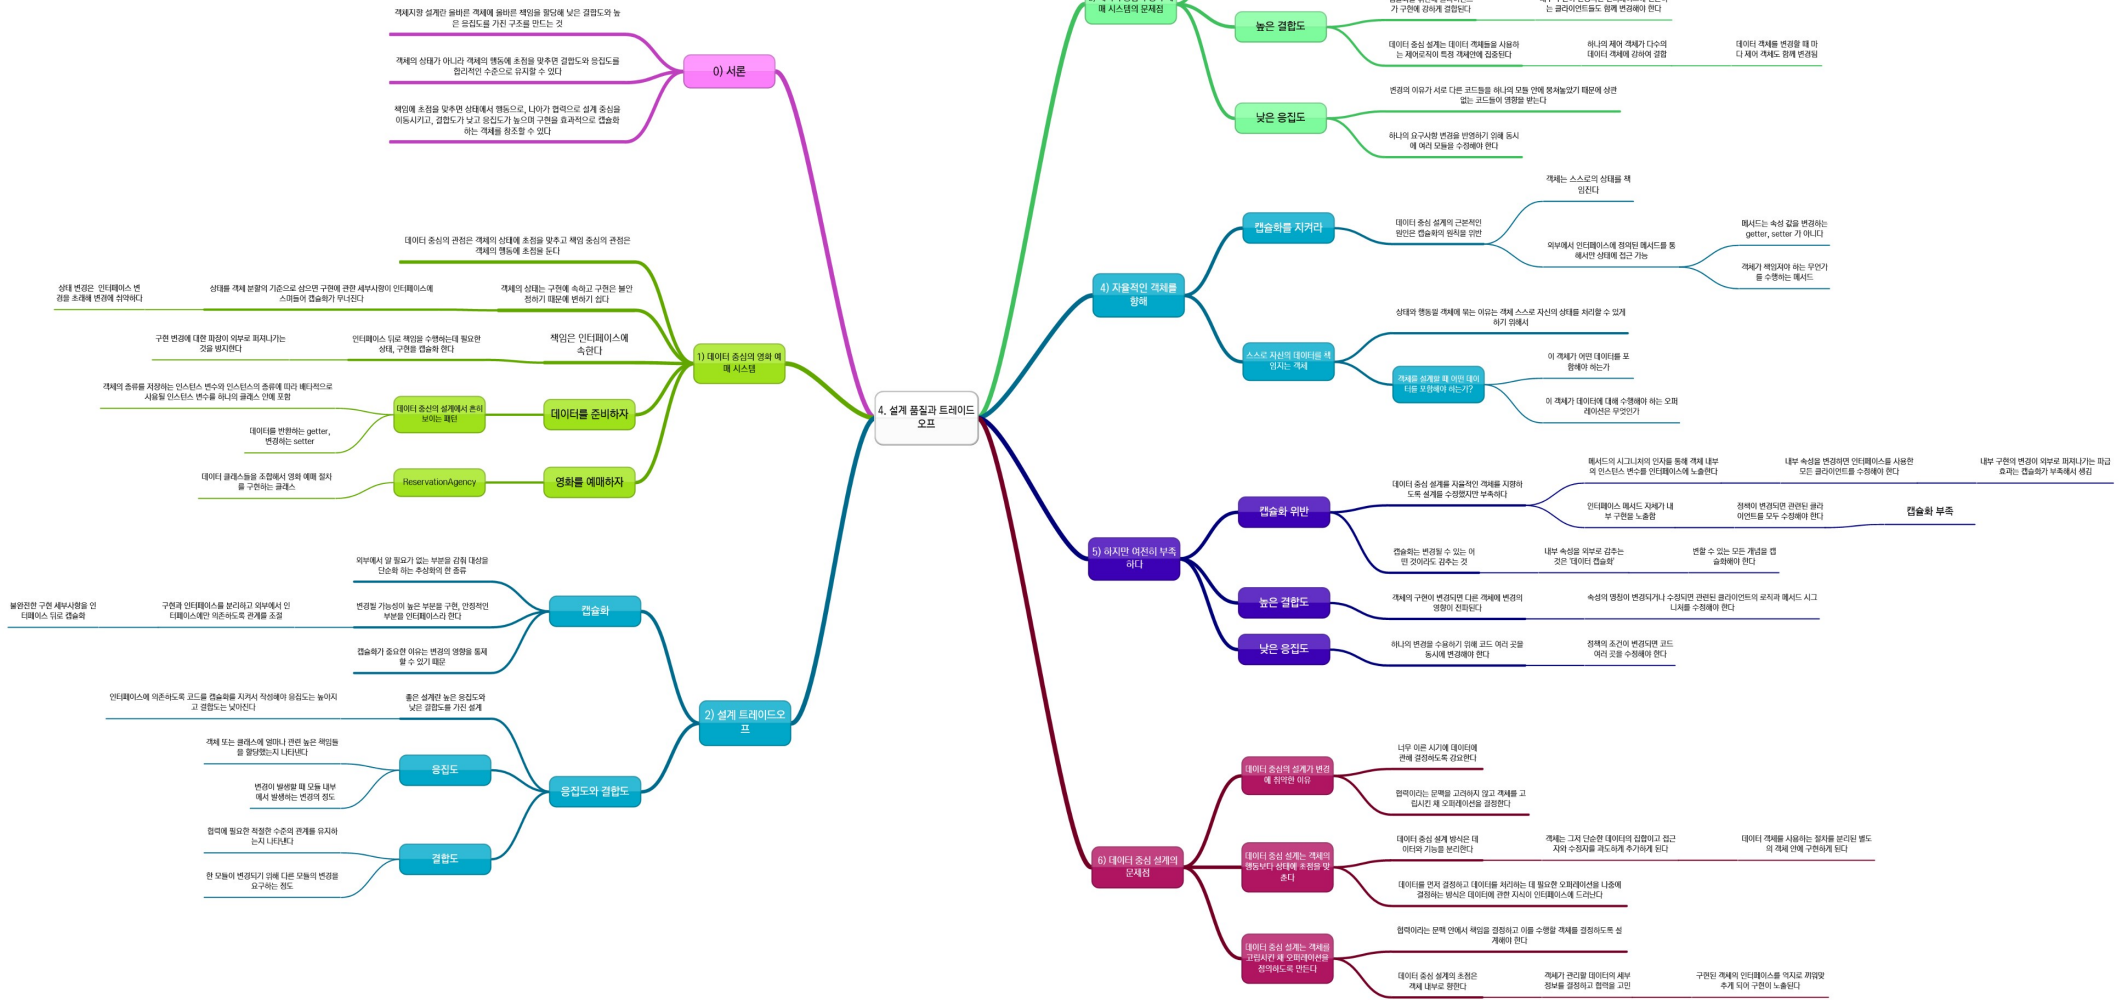 객체지향 설계란 올바른 객체에 올바른 책임을 할당해 낮은 결합도와 높
은 응집도를 가진 구조를 만드는 것
객체의 상태가 아니라 객체의 행동에 초점을 맞추면 결합도와 응집도를
합리적인 수준으로 유지할 수 있다
책임에 초점을 맞추면 상태에서 행동으로, 나아가 협력으로 설계 중심을
이동시키고, 결합도가 낮고 응집도가 높으며 구현을 효과적으로 캡슐화
하는 객체를 창조할 수 있다
0) 서론
데이터 중심의 관점은 객체의 상태에 초점을 맞추고 책임 중심의 관점은
객체의 행동에 초점을 둔다
상태 변경은 인터페이스 변
경을 초래해 변경에 취약하다
상태를 객체 분할의 기준으로 삼으면 구현에 관한 세부사항이 인터페이스에
스며들어 캡슐화가 무너진다
객체의 상태는 구현에 속하고 구현은 불안
정하기 때문에 변하기 쉽다
구현 변경에 대한 파장이 외부로 퍼져나가는
것을 방지한다
인터페이스 뒤로 책임을 수행하는데 필요한
상태, 구현을 캡슐화 한다
책임은 인터페이스에
속한다
1) 데이터 중심의 영화 예
매 시스템
객체의 종류를 저장하는 인스턴스 변수와 인스턴스의 종류에 따라 배타적으로
사용될 인스턴스 변수를 하나의 클래스 안에 포함
데이터를 반환하는 getter,
변경하는 setter
데이터 중심의 설계에서 흔히
보이는 패턴
데이터를 준비하자
데이터 클래스들을 조합해서 영화 예매 절차
를 구현하는 클래스
ReservationAgency
영화를 예매하자
4. 설계 품질과 트레이드
오프
외부에서 알 필요가 없는 부분을 감춰 대상을
단순화 하는 추상화의 한 종류
불완전한 구현 세부사항을 인
터페이스 뒤로 캡슐화
구현과 인터페이스를 분리하고 외부에서 인
터페이스에만 의존하도록 관계를 조절
변경될 가능성이 높은 부분을 구현, 안정적인
부분을 인터페이스라 한다
캡슐화가 중요한 이유는 변경의 영향을 통제
할 수 있기 때문
캡슐화
2) 설계 트레이드오
프
인터페이스에 의존하도록 코드를 캡슐화를 지켜서 작성해야 응집도는 높아지
고 결합도는 낮아진다
좋은 설계란 높은 응집도와
낮은 결합도를 가진 설계
객체 또는 클래스에 얼마나 관련 높은 책임들
을 할당했는지 나타낸다
변경이 발생할 때 모듈 내부
에서 발생하는 변경의 정도
응집도
응집도와 결합도
협력에 필요한 적절한 수준의 관계를 유지하
는지 나타낸다
한 모듈이 변경되기 위해 다른 모듈의 변경을
요구하는 정도
결합도
매 시스템의 문제점
높은 결합도
가 구현에 강하게 결합된다
는 클라이언트들도 함께 변경해야 한다
데이터 중심 설계는 데이터 객체들을 사용하
는 제어로직이 특정 객체안에 집중된다
하나의 제어 객체가 다수의
데이터 객체에 강하여 결합
데이터 객체를 변경할 때 마
다 제어 객체도 함께 변경됨
낮은 응집도
변경의 이유가 서로 다른 코드들을 하나의 모듈 안에 뭉쳐놓았기 때문에 상관
없는 코드들이 영향을 받는다
하나의 요구사항 변경을 반영하기 위해 동시
에 여러 모듈을 수정해야 한다
4) 자율적인 객체를
향해
캡슐화를 지켜라
데이터 중심 설계의 근본적인
원인은 캡슐화의 원칙을 위반
객체는 스스로의 상태를 책
임진다
외부에서 인터페이스에 정의된 메서드를 통
해서만 상태에 접근 가능
메서드는 속성 값을 변경하는
getter, setter 가 아니다
객체가 책임져야 하는 무언가
를 수행하는 메서드
스스로 자신의 데이터를 책
임지는 객체
상태와 행동을 객체에 묶는 이유는 객체 스스로 자신의 상태를 처리할 수 있게
하기 위해서
객체를 설계할 때 어떤 데이
터를 포함해야 하는가?
이 객체가 어떤 데이터를 포
함해야 하는가
이 객체가 데이터에 대해 수행해야 하는 오퍼
레이션은 무엇인가
5) 하지만 여전히 부족
하다
캡슐화 위반
데이터 중심 설계를 자율적인 객체를 지향하
도록 설계를 수정했지만 부족하다
메서드의 시그니처의 인자를 통해 객체 내부
의 인스턴스 변수를 인터페이스에 노출한다
내부 속성을 변경하면 인터페이스를 사용한
모든 클라이언트를 수정해야 한다
내부 구현의 변경이 외부로 퍼져나가는 파급
효과는 캡슐화가 부족해서 생김
인터페이스 메서드 자체가 내
부 구현을 노출함
정책이 변경되면 관련된 클라
이언트를 모두 수정해야 한다
캡슐화 부족
캡슐화는 변경될 수 있는 어
떤 것이라도 감추는 것
내부 속성을 외부로 감추는
것은 '데이터 캡슐화'
변할 수 있는 모든 개념을 캡
슐화해야 한다
높은 결합도
객체의 구현이 변경되면 다른 객체에 변경의
영향이 전파된다
속성의 명칭이 변경되거나 수정되면 관련된 클라이언트의 로직과 메서드 시그
니처를 수정해야 한다
낮은 응집도
하나의 변경을 수용하기 위해 코드 여러 곳을
동시에 변경해야 한다
정책의 조건이 변경되면 코드
여러 곳을 수정해야 한다
6) 데이터 중심 설계의
문제점
데이터 중심의 설계가 변경
에 취약한 이유
너무 이른 시기에 데이터에
관해 결정하도록 강요한다
협력이라는 문맥을 고려하지 않고 객체를 고
립시킨 채 오퍼레이션을 결정한다
데이터 중심 설계는 객체의
행동보다 상태에 초점을 맞
춘다
데이터 중심 설계 방식은 데
이터와 기능을 분리한다
객체는 그저 단순한 데이터의 집합이고 접근
자와 수정자를 과도하게 추가하게 된다
데이터 객체를 사용하는 절차를 분리된 별도
의 객체 안에 구현하게 된다
데이터를 먼저 결정하고 데이터를 처리하는 데 필요한 오퍼레이션을 나중에
결정하는 방식은 데이터에 관한 지식이 인터페이스에 드러난다
데이터 중심 설계는 객체를
고립시킨 채 오퍼레이션을
정의하도록 만든다
협력이라는 문맥 안에서 책임을 결정하고 이를 수행할 객체를 결정하도록 설
계해야 한다
데이터 중심 설계의 초점은
객체 내부로 향한다
객체가 관리할 데이터의 세부
정보를 결정하고 협력을 고민
구현된 객체의 인터페이스를 억지로 끼워맞
추게 되어 구현이 노출된다